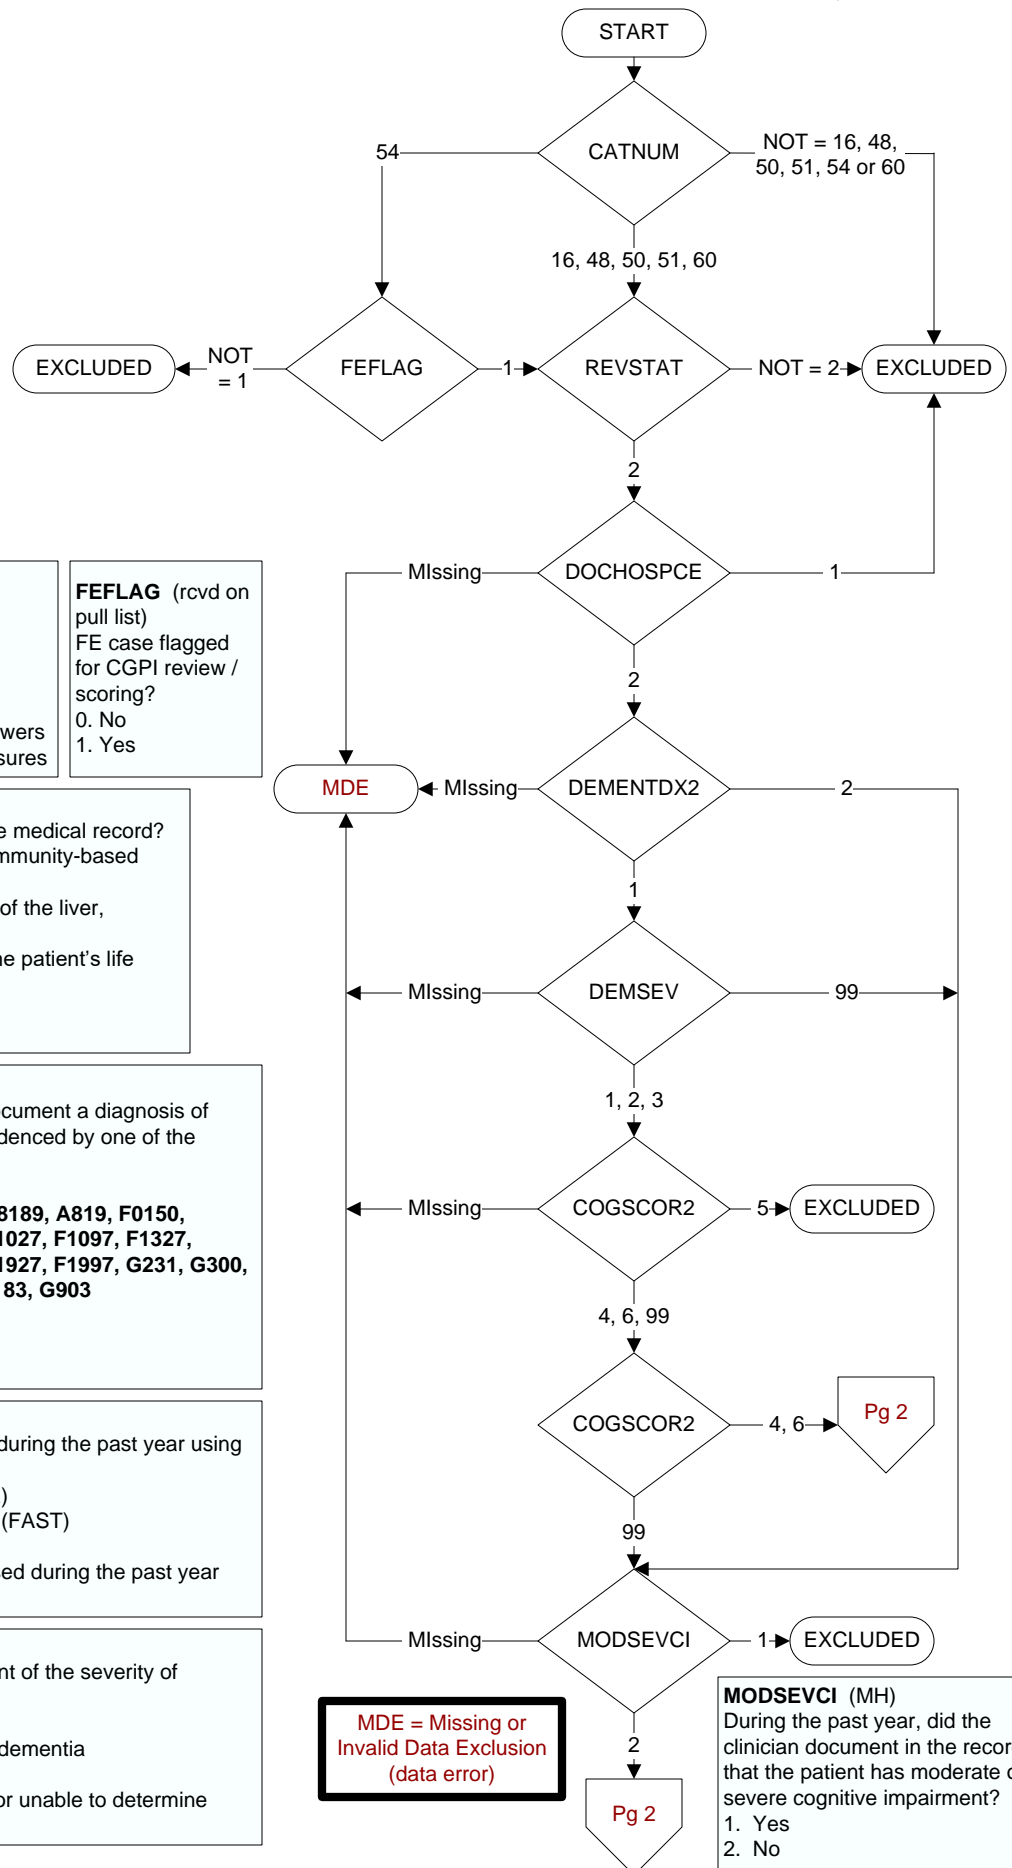 START
CATNUM
54
NOT = 16, 48,
50, 51, 54 or 60
16, 48, 50, 51, 60
EXCLUDED
NOT
= 1
FEFLAG
1
REVSTAT
NOT = 2
EXCLUDED
2
DOCHOSPCE
MIssing
1
2
FEFLAG (rcvd on
pull list)
FE case flagged
for CGPI review /
scoring?
0. No
1. Yes
wers
sures
MDE
MIssing
DEMENTDX2
2
1
e medical record?
mmunity-based
of the liver,
he patient's life
MIssing
DEMSEV
99
1, 2, 3
ocument a diagnosis of
idenced by one of the
8189, A819, F0150,
1027, F1097, F1327,
1927, F1997, G231, G300,
83, G903
MIssing
COGSCOR2
5
EXCLUDED
4, 6, 99
COGSCOR2
4, 6
Pg 2
99
during the past year using
)
(FAST)
ed during the past year
MIssing
MODSEVCI
1
EXCLUDED
2
Pg 2
nt of the severity of
dementia
or unable to determine
MDE = Missing or
Invalid Data Exclusion
(data error)
MODSEVCI (MH)
During the past year, did the
clinician document in the recor
that the patient has moderate o
severe cognitive impairment?
1. Yes
2. No